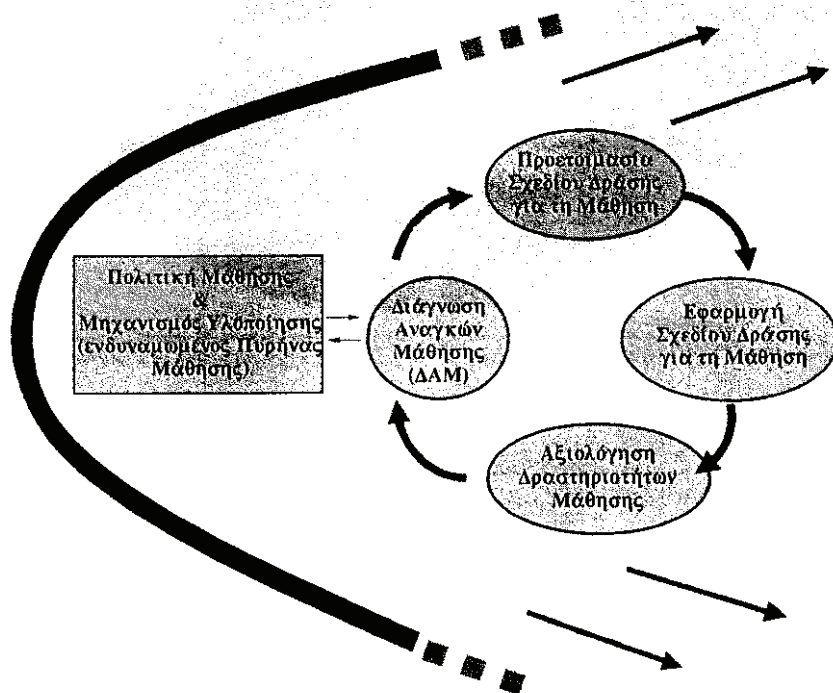 Προετοιμασία
Σχεδίου Δράσης
για τη Μάθηση
Πολιτική Μάθησης
&
Μηχανισμός Υλοποίησης
(ενδυναμωμένος Πυρήνας
Μάθησης)
Διάγνωση
Αναγκών
Μάθησης
(ΔΑΜ)
Εφαρμογή
Σχεδίου Δράσης
για τη Μάθηση
Αξιολόγηση
Δραστηριοτήτων
Μάθησης